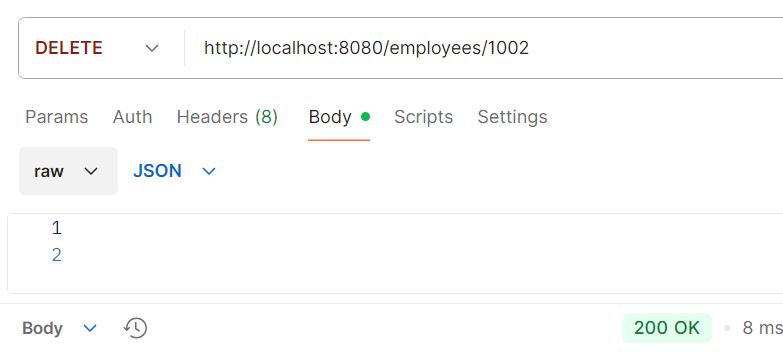 DELETE http://localhost:8080/employees/1002
Params Auth Headers (8) Body Scripts Settings
raw JSON
1
2
Body 200 OK 8 ms